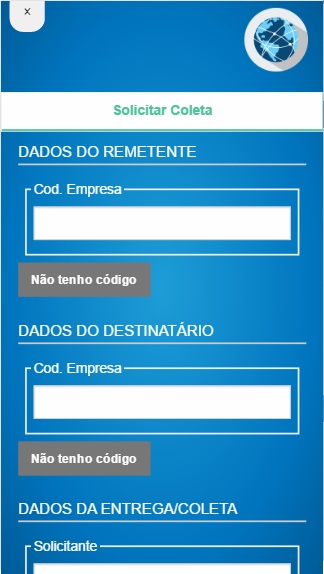 x
Solicitar Coleta
DADOS DO REMETENTE
Cod. Empresa
Não tenho código
DADOS DO DESTINATÁRIO
Cod. Empresa
Não tenho código
DADOS DA ENTREGA/COLETA
Solicitante